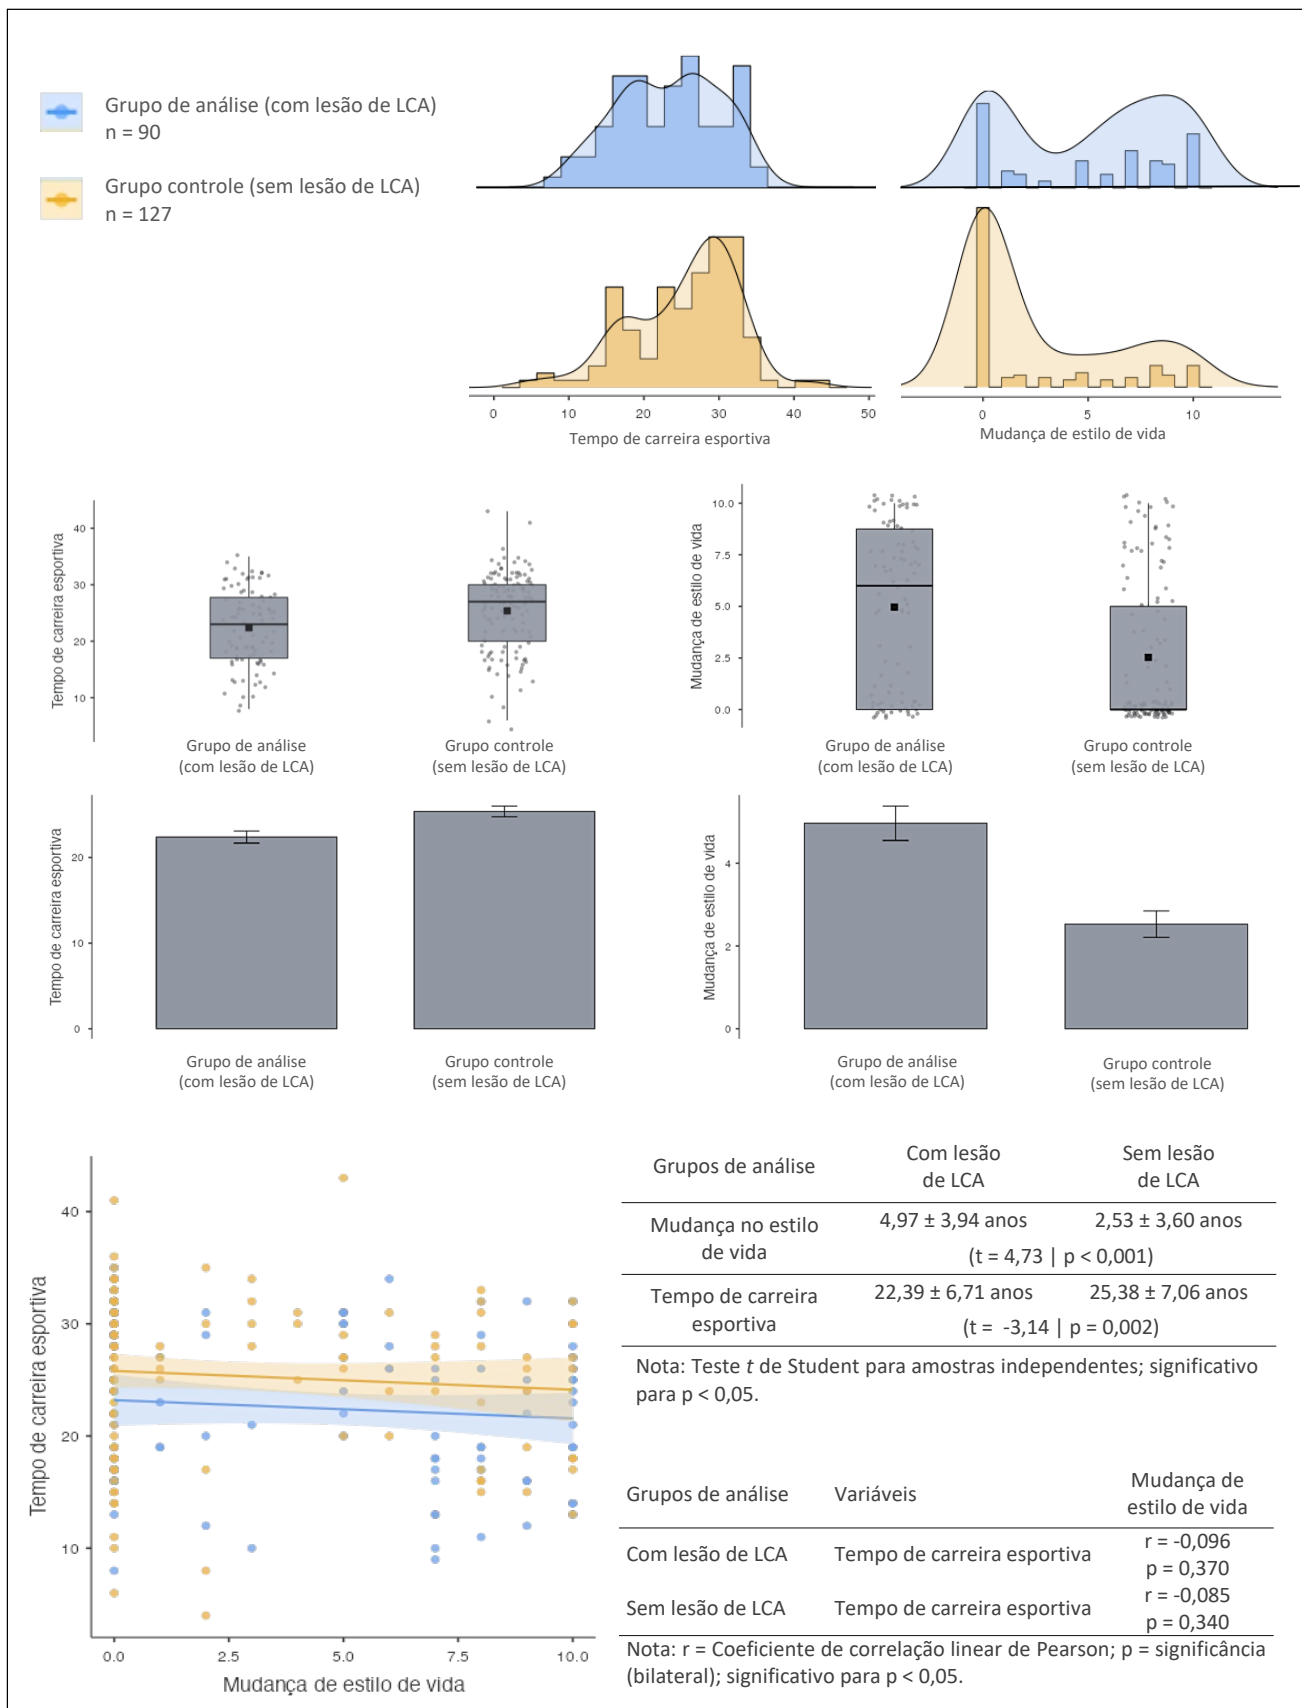 Grupo de análise (com lesão de LCA)
n = 90
Grupo controle (sem lesão de LCA)
n = 127
0 10 20 30 40 50
Tempo de carreira esportiva
0 5 10
Mudança de estilo de vida
Tempo de carreira esportiva
40
30
20
10
Grupo de análise
(com lesão de LCA)
Grupo controle
(sem lesão de LCA)
Mudança de estilo de vida
10.0
7.5
5.0
2.5
0.0
Grupo de análise
(com lesão de LCA)
Grupo controle
(sem lesão de LCA)
Tempo de carreira esportiva
20
10
0
Grupo de análise
(com lesão de LCA)
Grupo controle
(sem lesão de LCA)
Mudança de estilo de vida
4
2
0
Grupo de análise
(com lesão de LCA)
Grupo controle
(sem lesão de LCA)
Tempo de carreira esportiva
40
30
20
10
0.0 2.5 5.0 7.5 10.0
Mudança de estilo de vida
Grupos de análise
Com lesão
de LCA
Sem lesão
de LCA
Mudança no estilo
de vida
4,97 ± 3,94 anos
2,53 ± 3,60 anos
(t = 4,73 | p < 0,001)
Tempo de carreira
esportiva
22,39 ± 6,71 anos
25,38 ± 7,06 anos
(t = -3,14 | p = 0,002)
Nota: Teste t de Student para amostras independentes; significativo
para p < 0,05.
Grupos de análise
Variáveis
Mudança de
estilo de vida
Com lesão de LCA
Tempo de carreira esportiva
r = -0,096
p = 0,370
Sem lesão de LCA
Tempo de carreira esportiva
r = -0,085
p = 0,340
Nota: r = Coeficiente de correlação linear de Pearson; p = significância
(bilateral); significativo para p < 0,05.